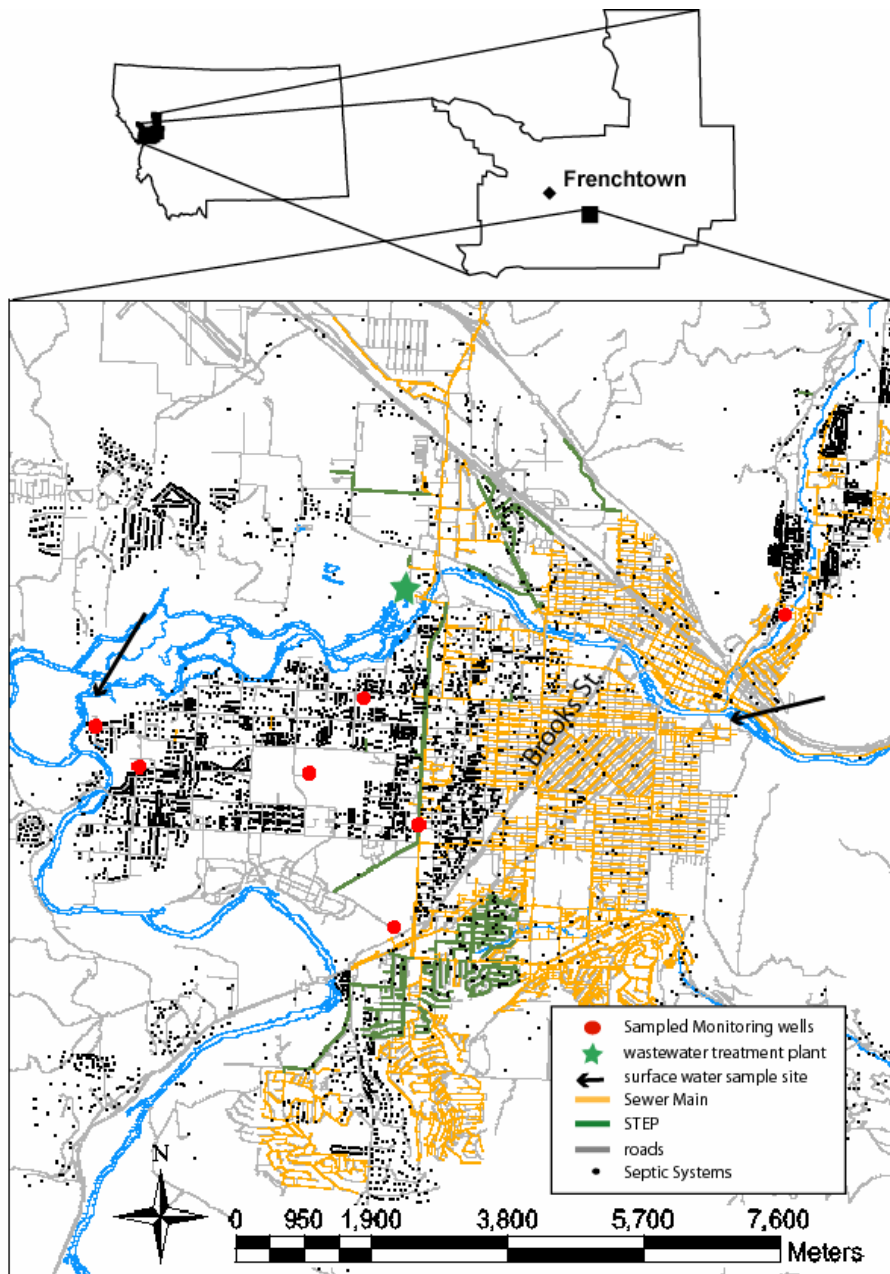 Frenchtown
Brooks St.
Sampled Monitoring wells
wastewater treatment plant
surface water sample site
Sewer Main
STEP
roads
Septic Systems
N
0 950 1,900 3,800 5,700 7,600
Meters